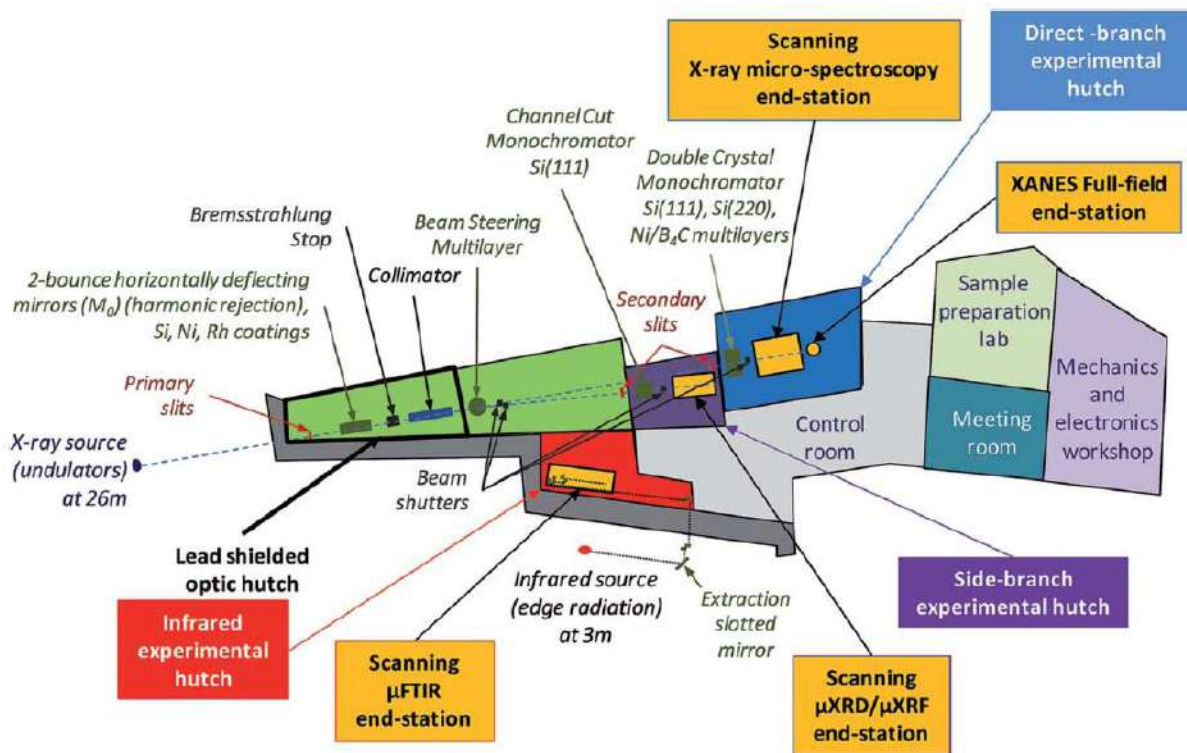 Scanning
X-ray micro-spectroscopy
end-station
Direct -branch
experimental
hutch
Channel Cut
Monochromator
Si(111)
Double Crystal
Monochromator
Si(111), Si(220),
Ni/B₄C multilayers
XANES Full-field
end-station
Bremsstrahlung
Stop
Beam Steering
Multilayer
Collimator
2-bounce horizontally deflecting
mirrors (M₀) (harmonic rejection),
Si, Ni, Rh coatings
Secondary
slits
Sample
preparation
lab
Mechanics
and
electronics
workshop
Primary
slits
Meeting
room
Control
room
X-ray source
(undulators)
at 26m
Beam
shutters
Lead shielded
optic hutch
Infrared source
(edge radiation)
at 3m
Extraction
slotted
mirror
Side-branch
experimental hutch
Infrared
experimental
hutch
Scanning
µFTIR
end-station
Scanning
µXRD/µXRF
end-station